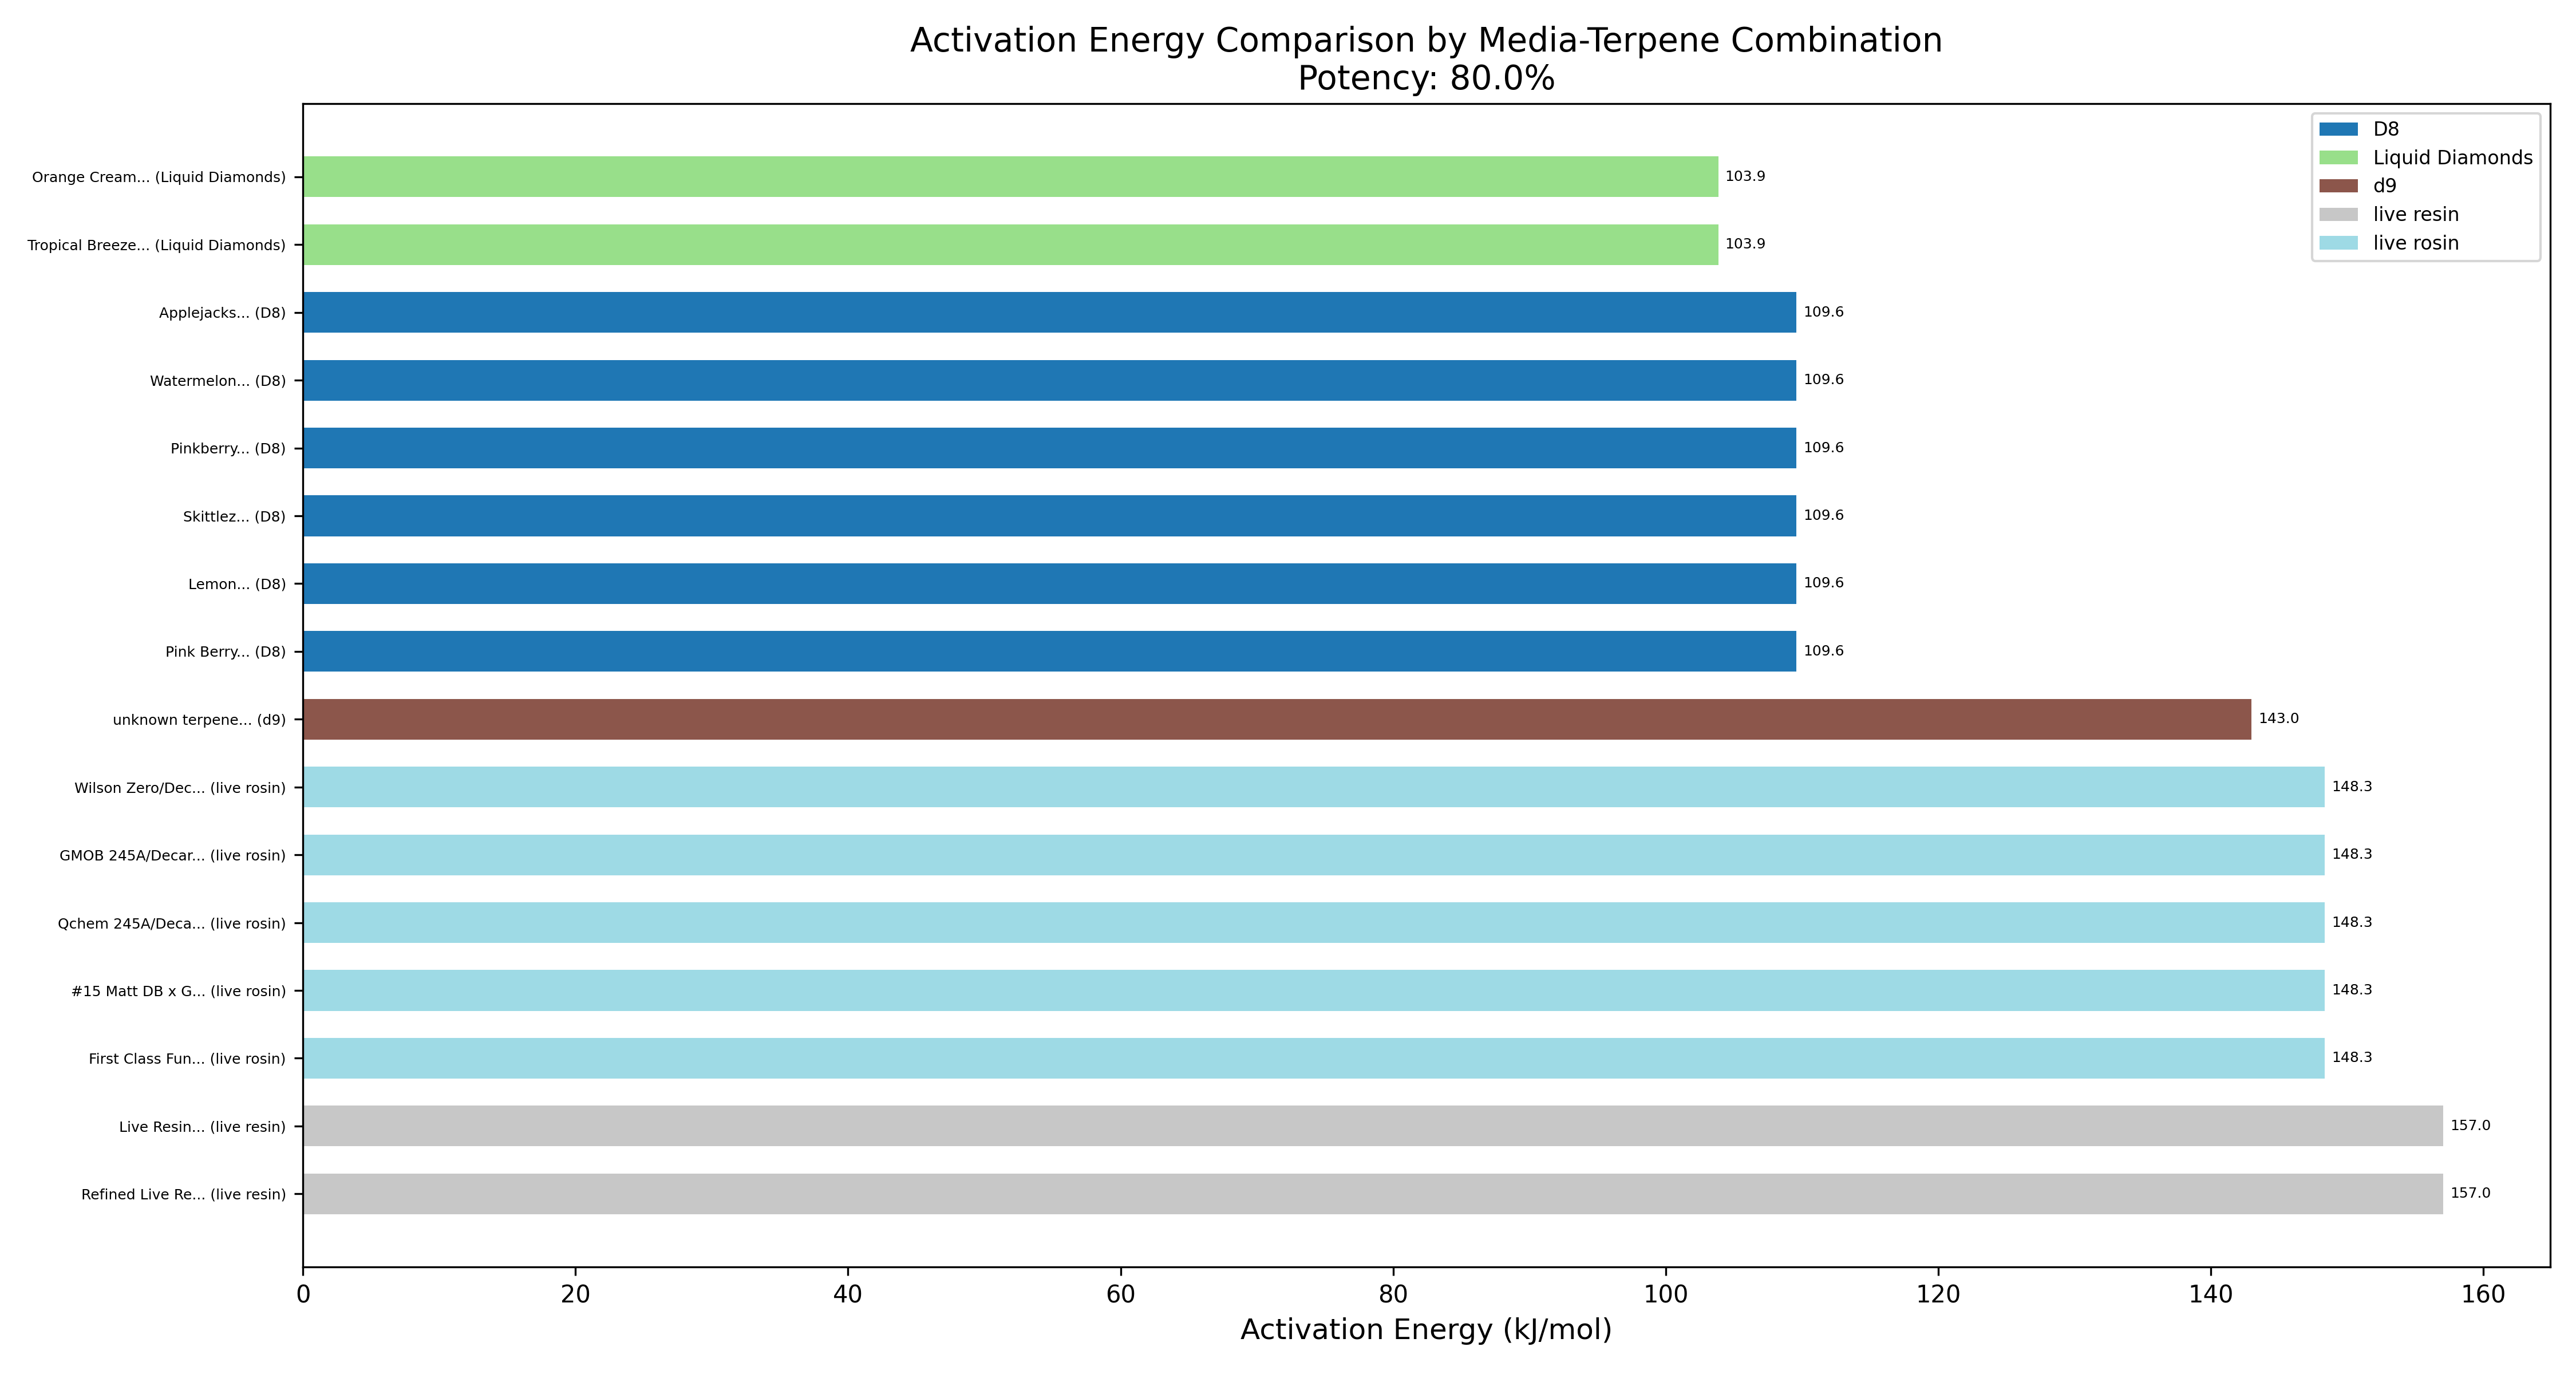 Activation Energy Comparison by Media-Terpene Combination
Potency: 80.0%
D8
Liquid Diamonds
d9
live resin
live rosin
Orange Cream... (Liquid Diamonds) 103.9
Tropical Breeze... (Liquid Diamonds) 103.9
Applejacks... (D8) 109.6
Watermelon... (D8) 109.6
Pinkberry... (D8) 109.6
Skittlez... (D8) 109.6
Lemon... (D8) 109.6
Pink Berry... (D8) 109.6
unknown terpene... (d9) 143.0
Wilson Zero/Dec... (live rosin) 148.3
GMOB 245A/Decar... (live rosin) 148.3
Qchem 245A/Deca... (live rosin) 148.3
#15 Matt DB x G... (live rosin) 148.3
First Class Fun... (live rosin) 148.3
Live Resin... (live resin) 157.0
Refined Live Re... (live resin) 157.0
0 20 40 60 80 100 120 140 160
Activation Energy (kJ/mol)